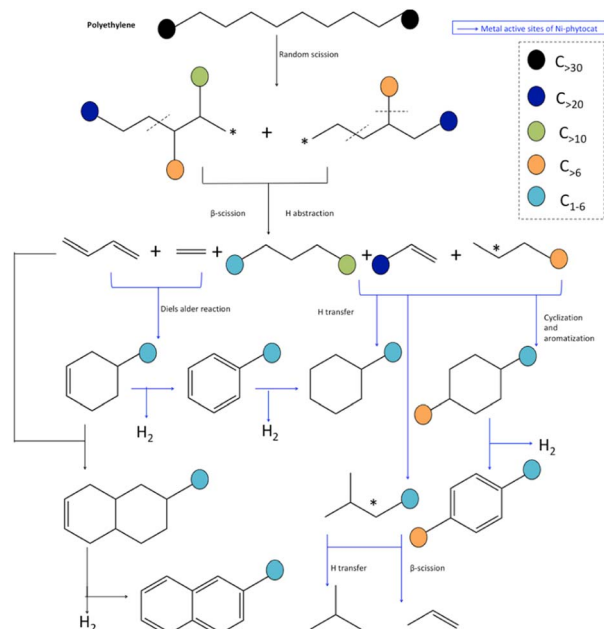 Polyethylene
Metal active sites of Ni-phytocat
Random scission
C>30
C>20
C>10
C>6
C1-6
*
+
*
β-scission
H abstraction
+
+
+
+
*
Diels alder reaction
H transfer
Cyclization
and
aromatization
H2
H2
H2
*
H transfer
β-scission
H2